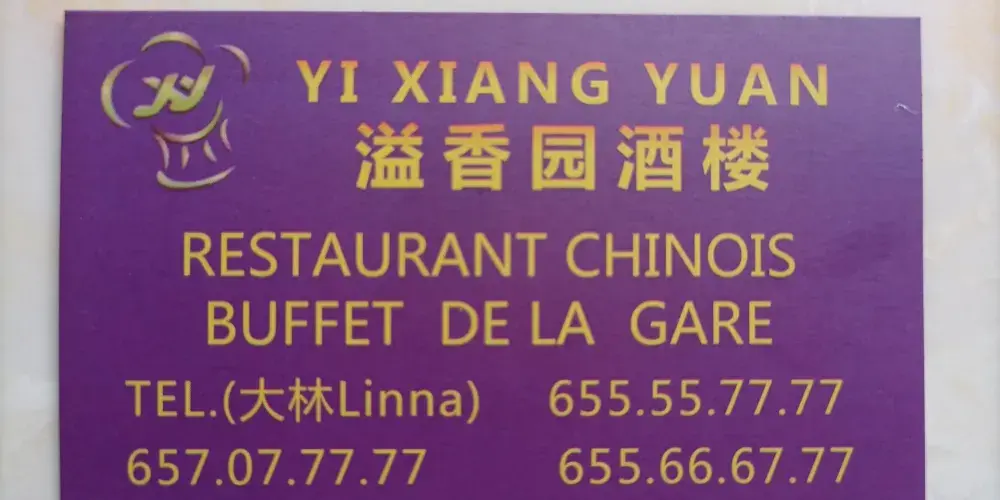 YI XIANG YUAN
溢香园酒楼
RESTAURANT CHINOIS
BUFFET DE LA GARE
TEL.(大林Linna) 655.55.77.77
657.07.77.77 655.66.67.77